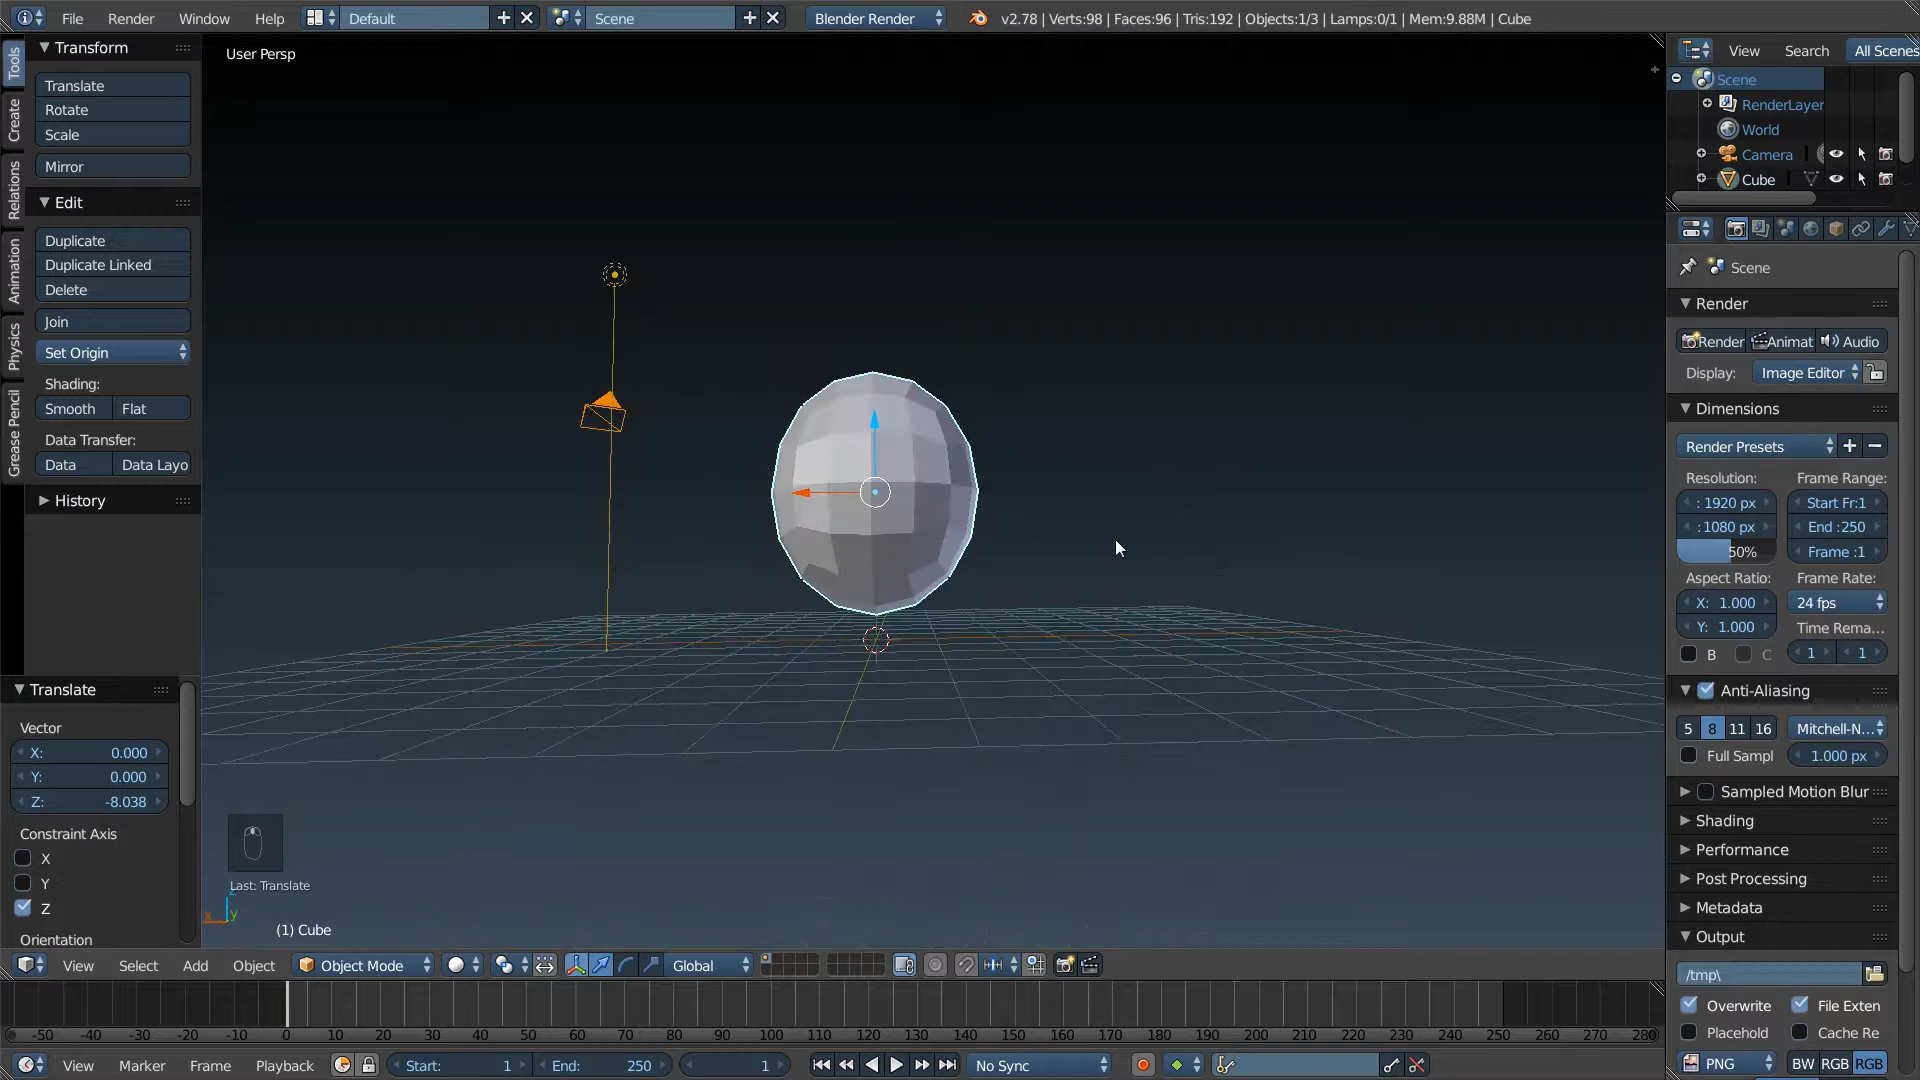 File Render Window Help Default Scene Blender Render v2.78 | Verts:98 | Faces:96 | Tris:192 | Objects:1/3 | Lamps:0/1 | Mem:9.88M | Cube
Tools
Create
Relations
Animation
Physics
Grease Pencil
Transform
Translate
Rotate
Scale
Mirror
Edit
Duplicate
Duplicate Linked
Delete
Join
Set Origin
Shading:
Smooth Flat
Data Transfer:
Data Data Layo
History
Translate
Vector
X: 0.000
Y: 0.000
Z: -8.038
Constraint Axis
X
Y
Z
Orientation
User Persp
Last: Translate
z
x y
(1) Cube
View Select Add Object Object Mode Global
-50 -40 -30 -20 -10 0 10 20 30 40 50 60 70 80 90 100 110 120 130 140 150 160 170 180 190 200 210 220 230 240 250 260 270 280
View Marker Frame Playback Start: 1 End: 250 1 No Sync
View Search All Scenes
Scene
RenderLayer
World
Camera
Cube
Scene
Render
Render Animat Audio
Display: Image Editor
Dimensions
Render Presets
Resolution: Frame Range:
: 1920 px Start Fr:1
:1080 px End :250
50% Frame :1
Aspect Ratio: Frame Rate:
X: 1.000 24 fps
Y: 1.000 Time Rema...
B C 1 1
Anti-Aliasing
5 8 11 16 Mitchell-N...
Full Sampl 1.000 px
Sampled Motion Blur
Shading
Performance
Post Processing
Metadata
Output
/tmp\
Overwrite File Exten
Placehold Cache Re
PNG BW RGB RGB